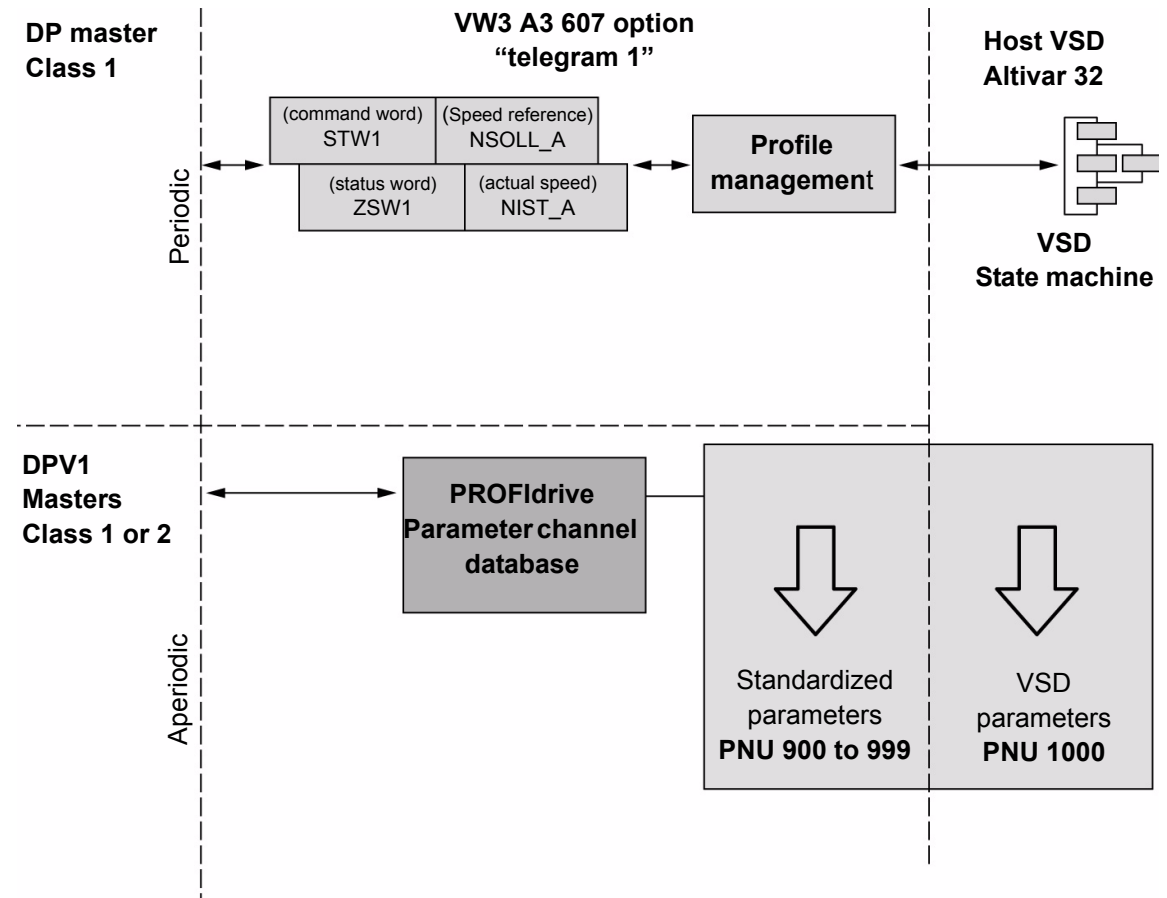 DP master
Class 1
VW3 A3 607 option
“telegram 1”
Host VSD
Altivar 32
(command word)
STW1
(Speed reference)
NSOLL_A
(status word)
ZSW1
(actual speed)
NIST_A
Profile
management
VSD
State machine
Periodic
DPV1
Masters
Class 1 or 2
PROFIdrive
Parameter channel
database
Standardized
parameters
PNU 900 to 999
VSD
parameters
PNU 1000
Aperiodic